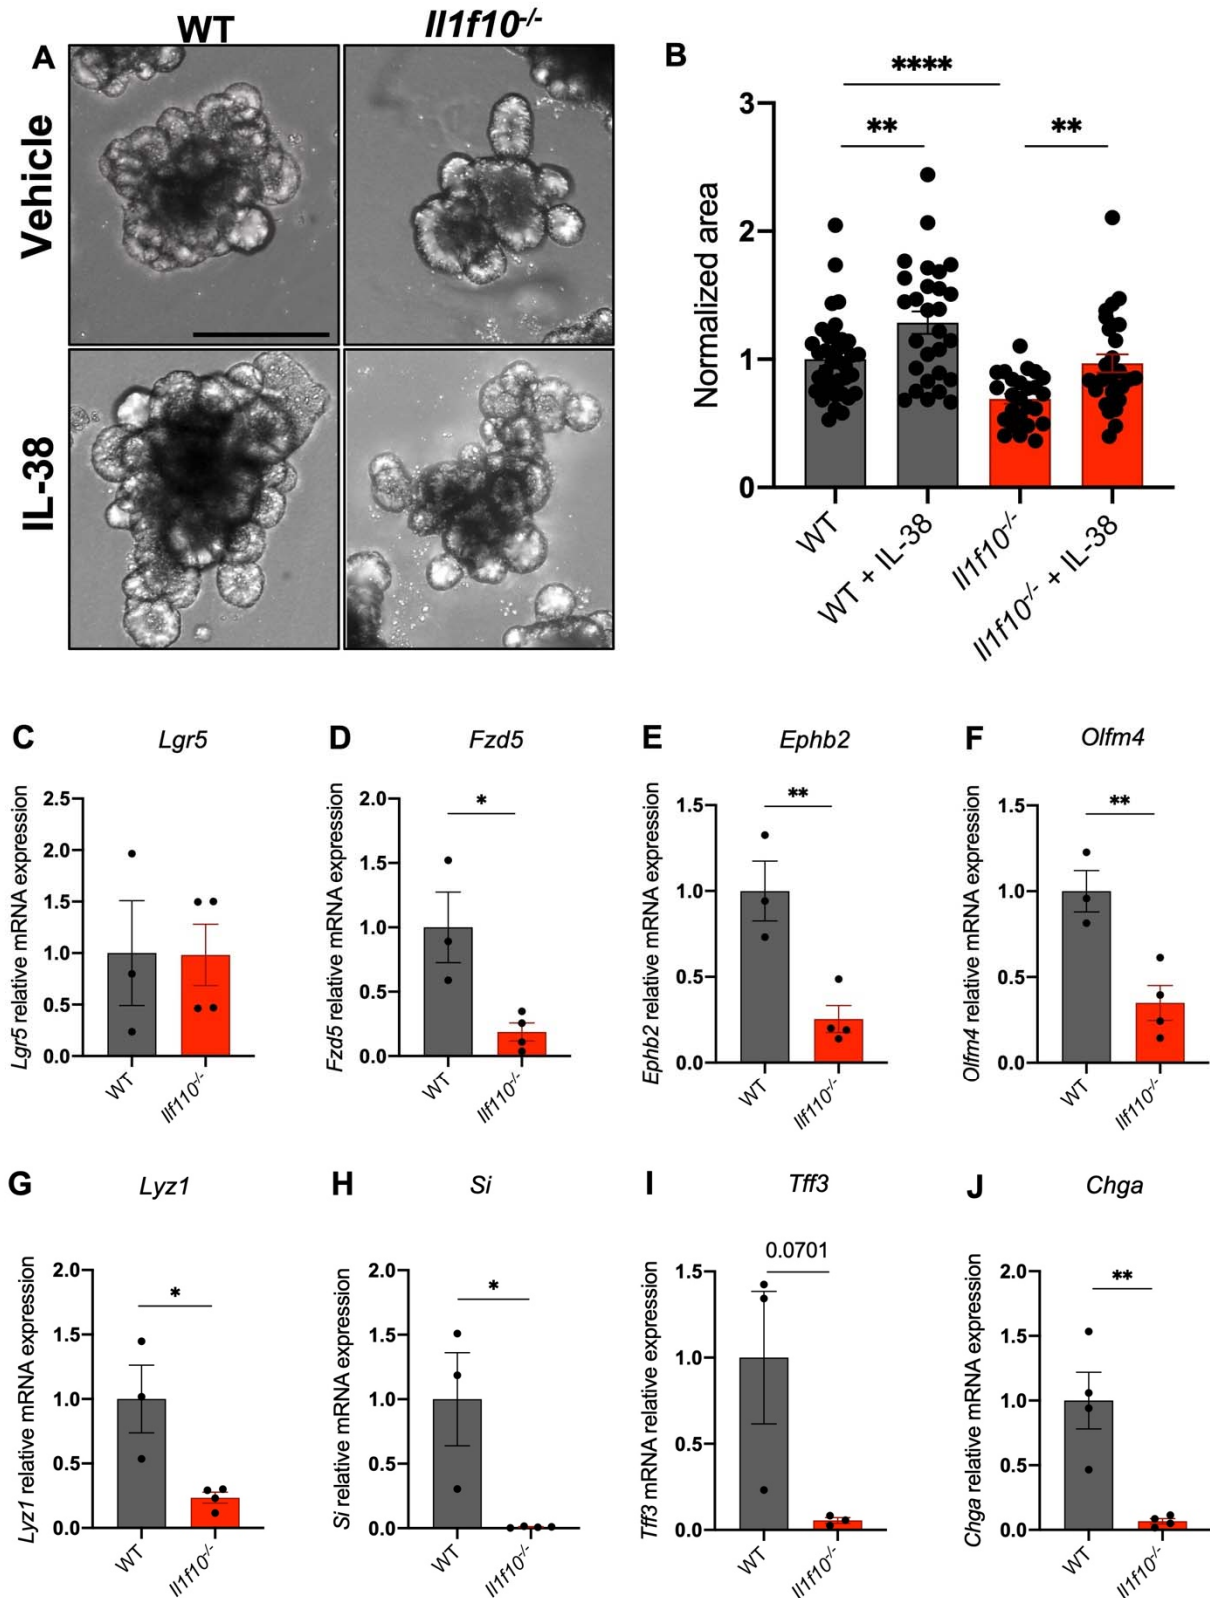 WT
Il1f10-/-
A
Vehicle
IL-38
B
****
**
**
3
2
1
0
Normalized area
WT
WT + IL-38
Il1f10-/-
Il1f10-/- + IL-38
C
Lgr5
Lgr5 relative mRNA expression
2.5
2.0
1.5
1.0
0.5
0.0
WT
Ilf110-/-
D
Fzd5
Fzd5 relative mRNA expression
2.0
1.5
1.0
0.5
0.0
*
WT
Ilf110-/-
E
Ephb2
Ephb2 relative mRNA expression
1.5
1.0
0.5
0.0
**
WT
Ilf110-/-
F
Olfm4
Olfm4 relative mRNA expression
1.5
1.0
0.5
0.0
**
WT
Ilf110-/-
G
Lyz1
Lyz1 relative mRNA expression
2.0
1.5
1.0
0.5
0.0
*
WT
Il1f10-/-
H
Si
Si relative mRNA expression
2.0
1.5
1.0
0.5
0.0
*
WT
Il1f10-/-
I
Tff3
Tff3 mRNA relative expression
1.5
1.0
0.5
0.0
0.0701
WT
Il1f10-/-
J
Chga
Chga relative mRNA expression
2.0
1.5
1.0
0.5
0.0
**
WT
Il1f10-/-